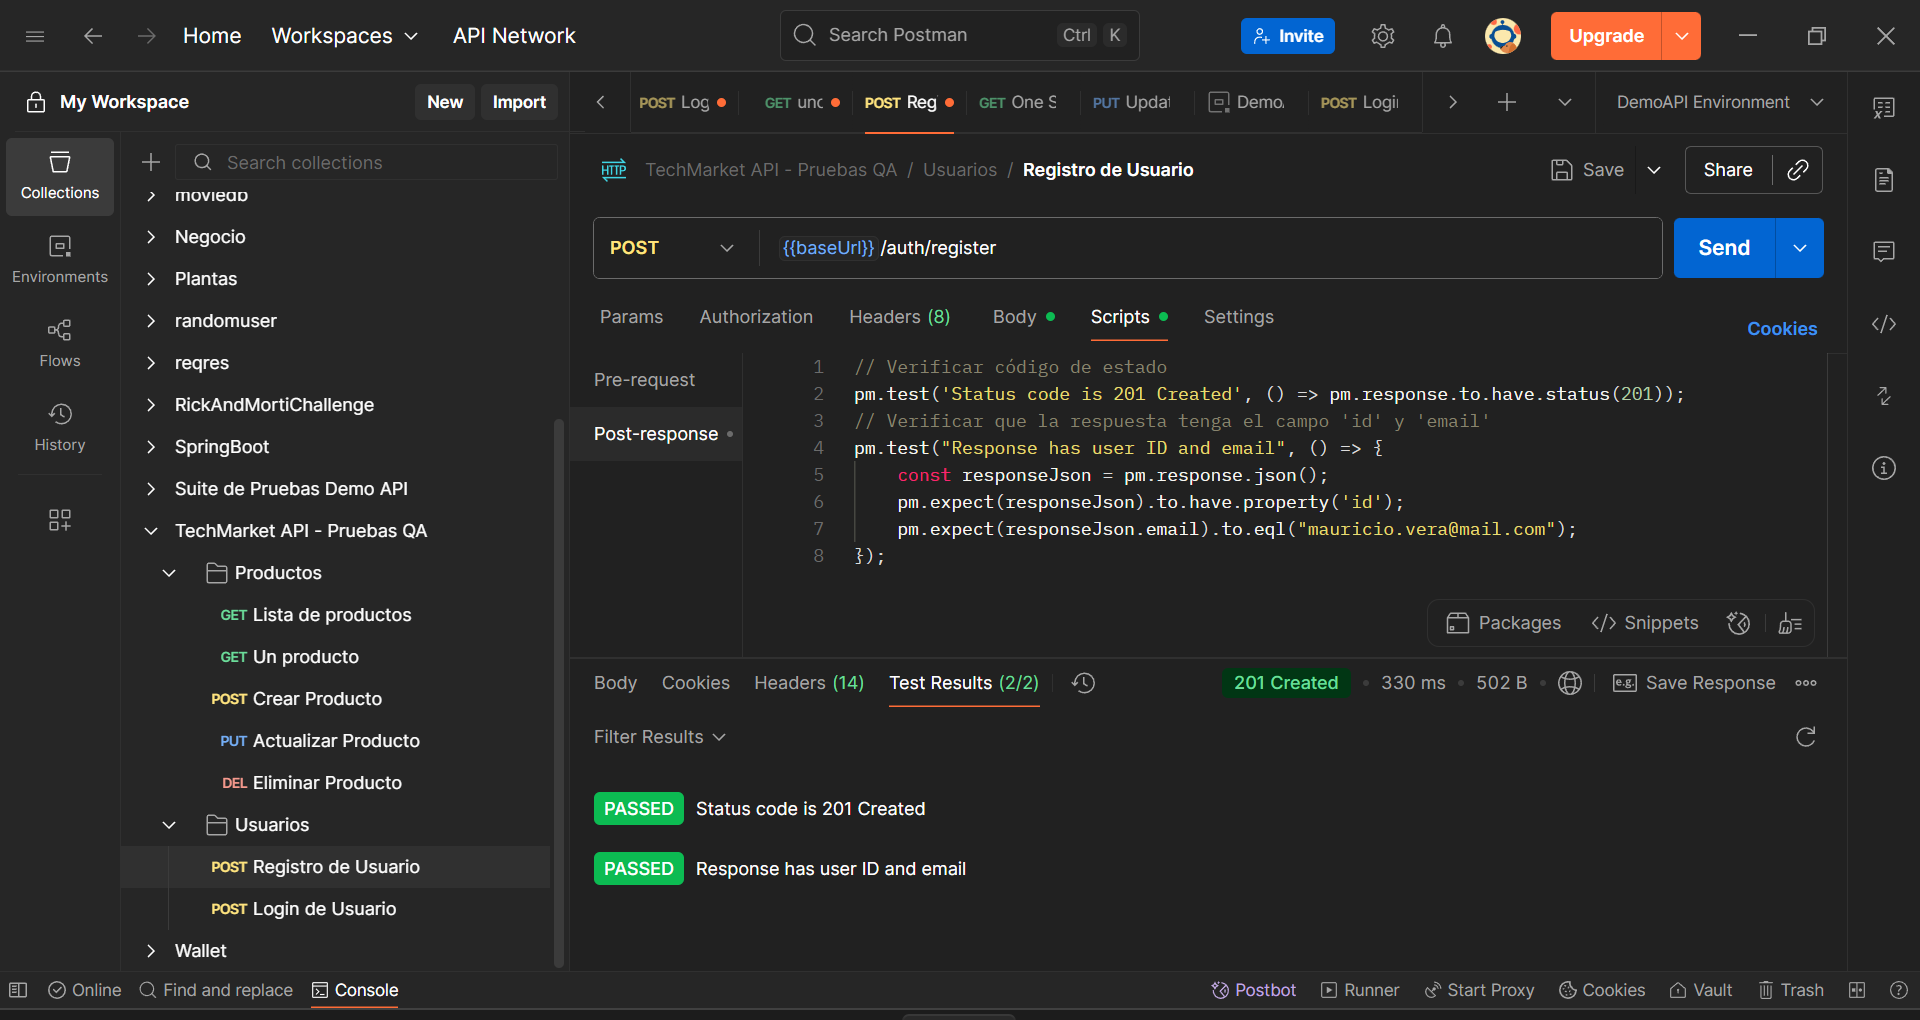 Home Workspaces API Network Search Postman Ctrl K Invite Upgrade
My Workspace New Import
POST Log GET unc POST Reg GET One S PUT Updat Demo POST Logi DemoAPI Environment
Collections
Environments
Flows
History
Search collections
moviedb
Negocio
Plantas
randomuser
reqres
RickAndMortiChallenge
SpringBoot
Suite de Pruebas Demo API
TechMarket API - Pruebas QA
Productos
GET Lista de productos
GET Un producto
POST Crear Producto
PUT Actualizar Producto
DEL Eliminar Producto
Usuarios
POST Registro de Usuario
POST Login de Usuario
Wallet
HTTP TechMarket API - Pruebas QA / Usuarios / Registro de Usuario Save Share
POST {{baseUrl}} /auth/register Send
Params Authorization Headers (8) Body Scripts Settings Cookies
Pre-request
Post-response
1 // Verificar código de estado
2 pm.test('Status code is 201 Created', () => pm.response.to.have.status(201));
3 // Verificar que la respuesta tenga el campo 'id' y 'email'
4 pm.test("Response has user ID and email", () => {
5 const responseJson = pm.response.json();
6 pm.expect(responseJson).to.have.property('id');
7 pm.expect(responseJson.email).to.eql("mauricio.vera@mail.com");
8 });
Packages </> Snippets
Body Cookies Headers (14) Test Results (2/2) 201 Created • 330 ms • 502 B • e.g. Save Response
Filter Results
PASSED Status code is 201 Created
PASSED Response has user ID and email
Online Find and replace Console Postbot Runner Start Proxy Cookies Vault Trash